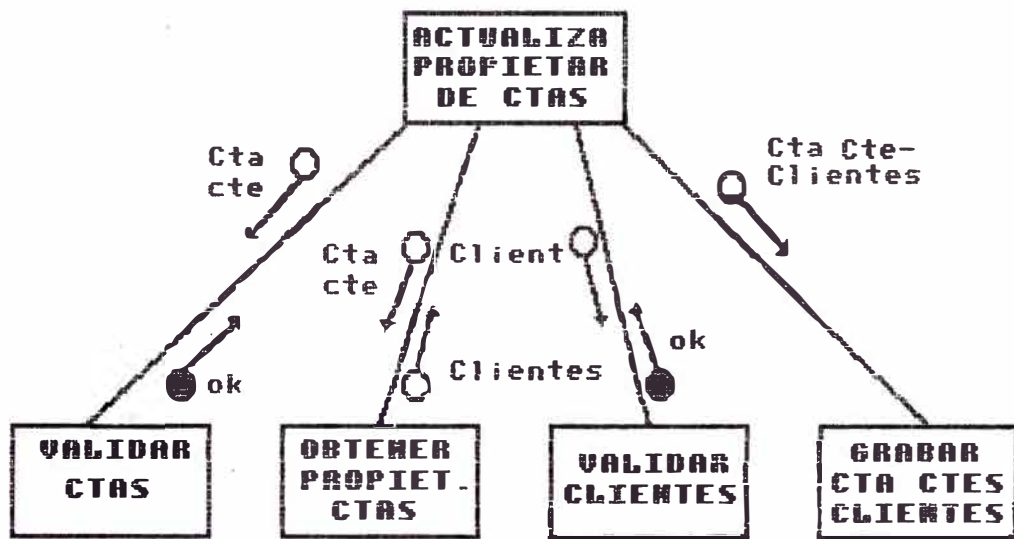 ACTUALIZA
PROFIETAR
DE CTAS
Cta
cte
Cta Cte-
Clientes
Cta
cte
Client
ok
Clientes
ok
VALIDAR
CTAS
OBTENER
PROPIET.
CTAS
VALIDAR
CLIENTES
GRABAR
CTA CTES
CLIENTES